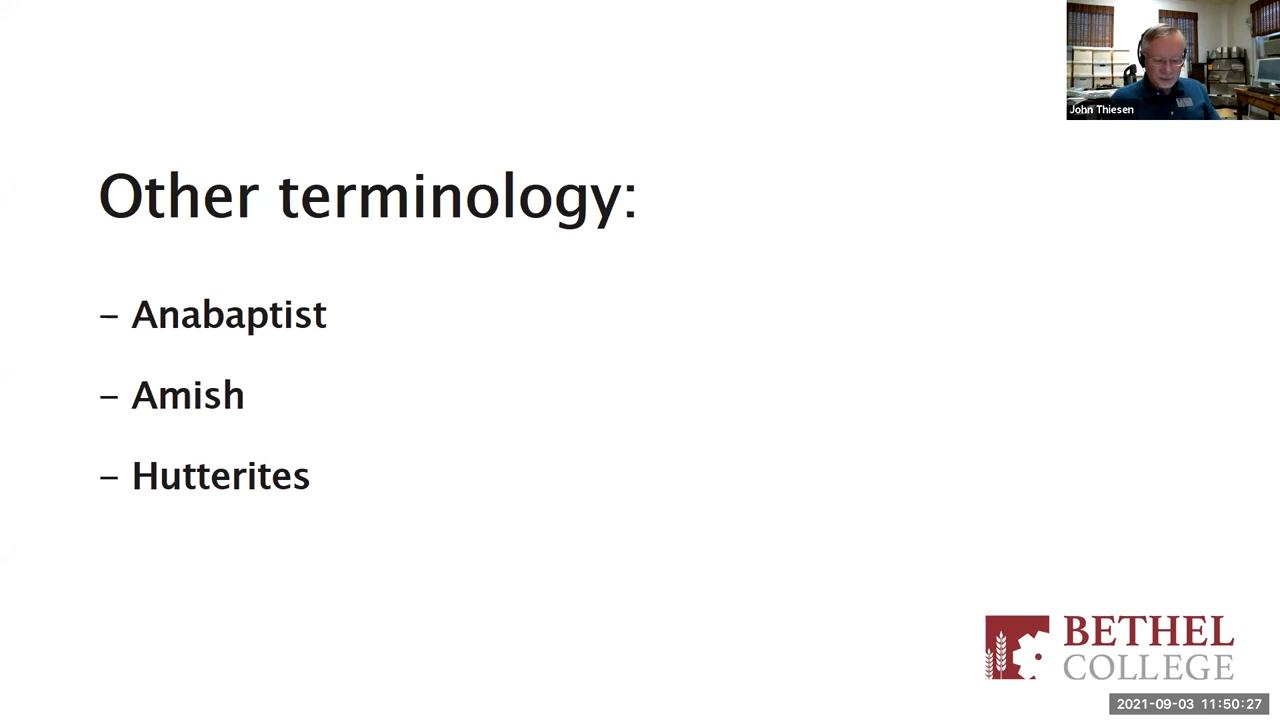 John Thiesen
Other terminology:
– Anabaptist
– Amish
– Hutterites
BETHEL
COLLEGE
2021-09-03 11:50:27